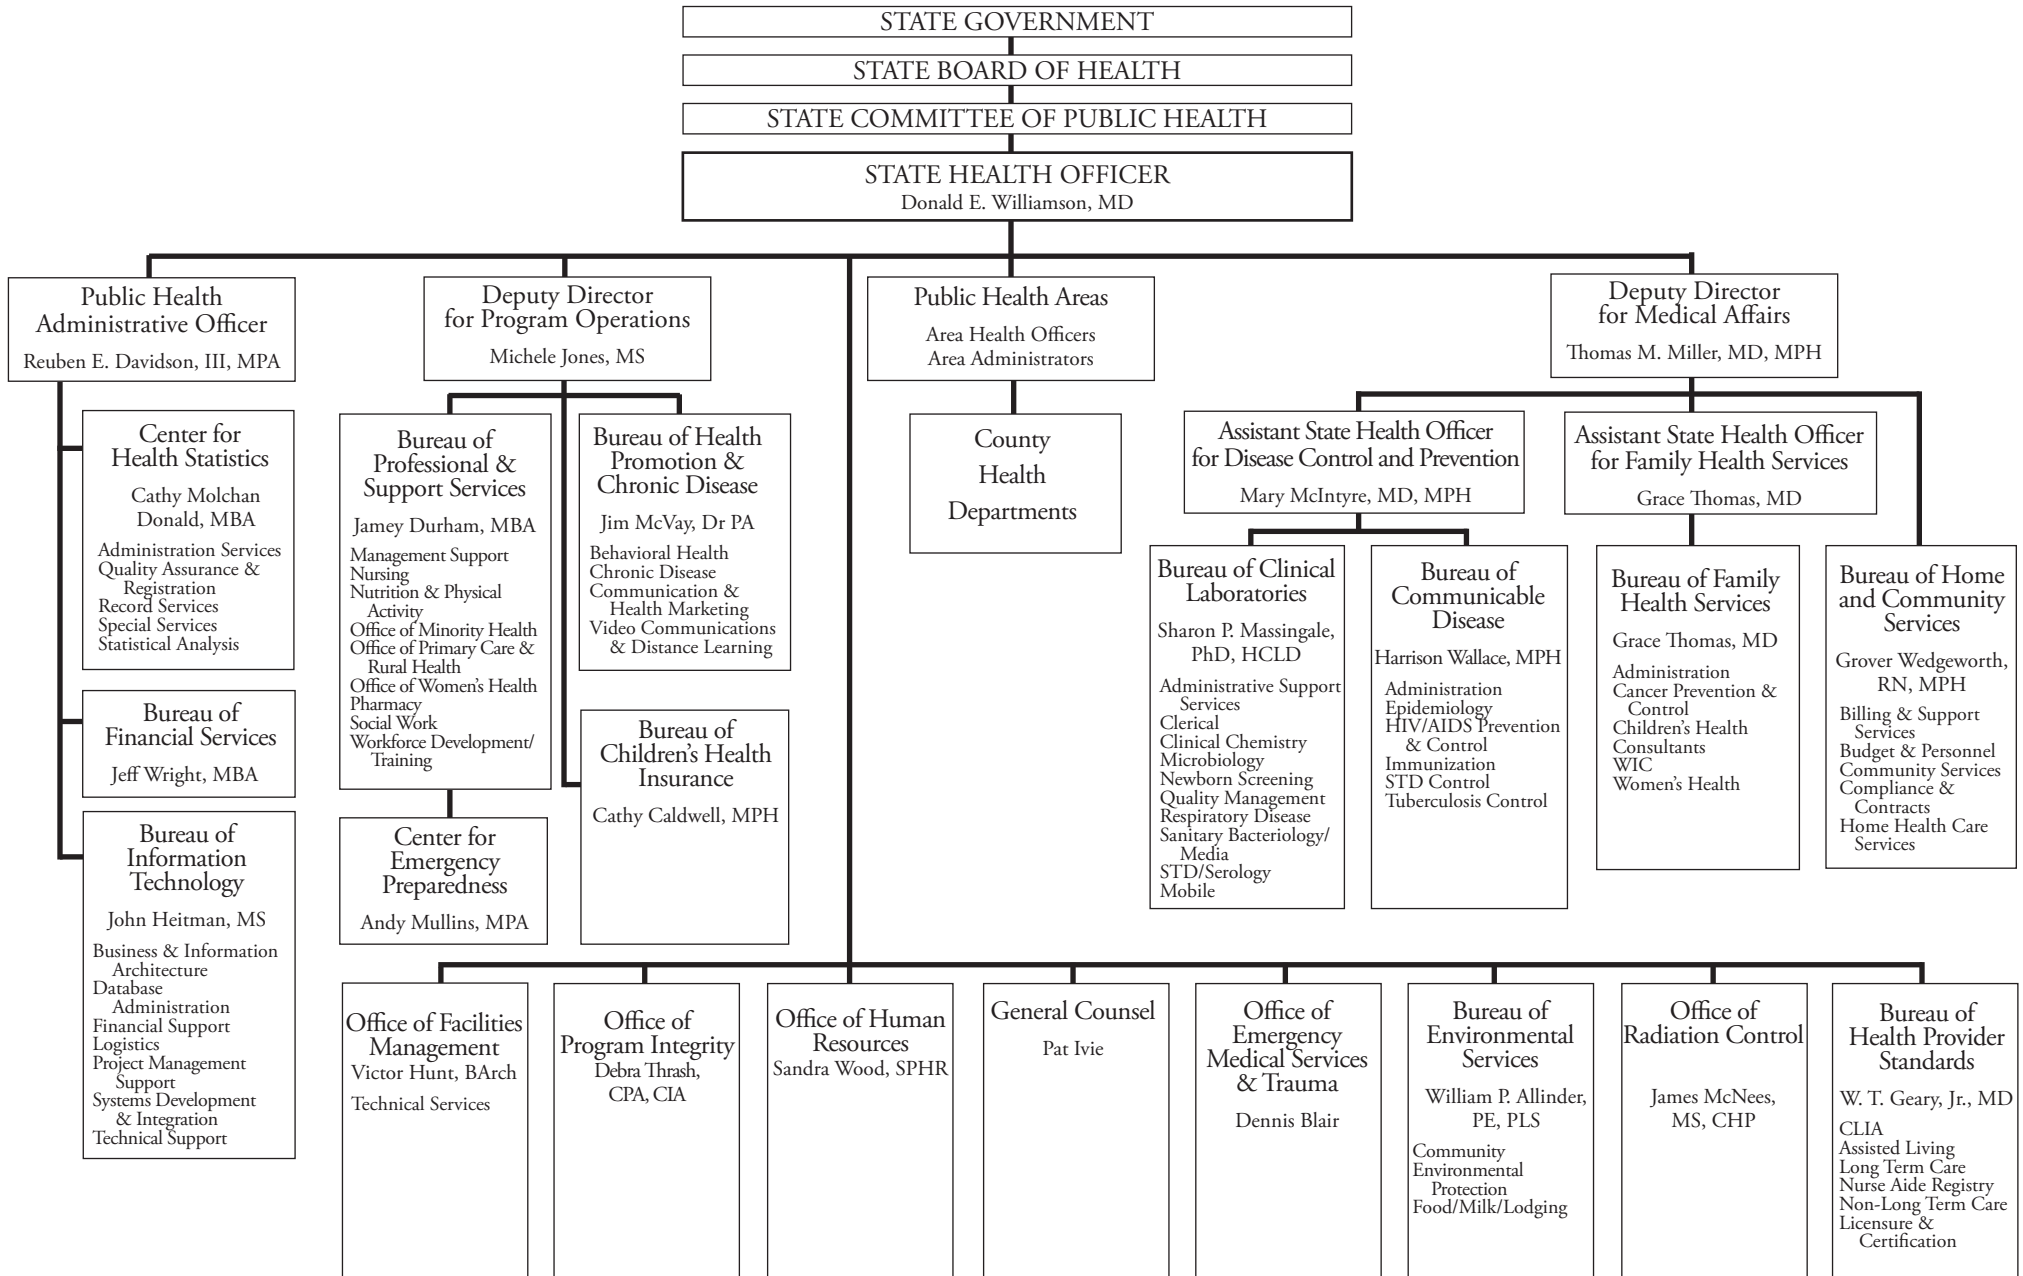 STATE GOVERNMENT
STATE BOARD OF HEALTH
STATE COMMITTEE OF PUBLIC HEALTH
STATE HEALTH OFFICER
Donald E. Williamson, MD
Public Health
Administrative Officer
Reuben E. Davidson, III, MPA
Deputy Director
for Program Operations
Michele Jones, MS
Public Health Areas
Area Health Officers
Area Administrators
Deputy Director
for Medical Affairs
Thomas M. Miller, MD, MPH
Center for
Health Statistics
Cathy Molchan
Donald, MBA
Administration Services
Quality Assurance &
Registration
Record Services
Special Services
Statistical Analysis
Bureau of
Financial Services
Jeff Wright, MBA
Bureau of
Information
Technology
John Heitman, MS
Business & Information
Architecture
Database
Administration
Financial Support
Logistics
Project Management
Support
Systems Development
& Integration
Technical Support
Bureau of
Professional &
Support Services
Jamey Durham, MBA
Management Support
Nursing
Nutrition & Physical
Activity
Office of Minority Health
Office of Primary Care &
Rural Health
Office of Women's Health
Pharmacy
Social Work
Workforce Development/
Training
Center for
Emergency
Preparedness
Andy Mullins, MPA
Bureau of Health
Promotion &
Chronic Disease
Jim McVay, Dr PA
Behavioral Health
Chronic Disease
Communication &
Health Marketing
Video Communications
& Distance Learning
Bureau of
Children's Health
Insurance
Cathy Caldwell, MPH
County
Health
Departments
Assistant State Health Officer
for Disease Control and Prevention
Mary McIntyre, MD, MPH
Assistant State Health Officer
for Family Health Services
Grace Thomas, MD
Bureau of Clinical
Laboratories
Sharon P. Massingale,
PhD, HCLD
Administrative Support
Services
Clerical
Clinical Chemistry
Microbiology
Newborn Screening
Quality Management
Respiratory Disease
Sanitary Bacteriology/
Media
STD/Serology
Mobile
Bureau of
Communicable
Disease
Harrison Wallace, MPH
Administration
Epidemiology
HIV/AIDS Prevention
& Control
Immunization
STD Control
Tuberculosis Control
Bureau of Family
Health Services
Grace Thomas, MD
Administration
Cancer Prevention &
Control
Children's Health
Consultants
WIC
Women's Health
Bureau of Home
and Community
Services
Grover Wedgeworth,
RN, MPH
Billing & Support
Services
Budget & Personnel
Community Services
Compliance &
Contracts
Home Health Care
Services
Office of Facilities
Management
Victor Hunt, BArch
Technical Services
Office of
Program Integrity
Debra Thrash,
CPA, CIA
Office of Human
Resources
Sandra Wood, SPHR
General Counsel
Pat Ivie
Office of
Emergency
Medical Services
& Trauma
Dennis Blair
Bureau of
Environmental
Services
William P. Allinder,
PE, PLS
Community
Environmental
Protection
Food/Milk/Lodging
Office of
Radiation Control
James McNees,
MS, CHP
Bureau of
Health Provider
Standards
W. T. Geary, Jr., MD
CLIA
Assisted Living
Long Term Care
Nurse Aide Registry
Non-Long Term Care
Licensure &
Certification